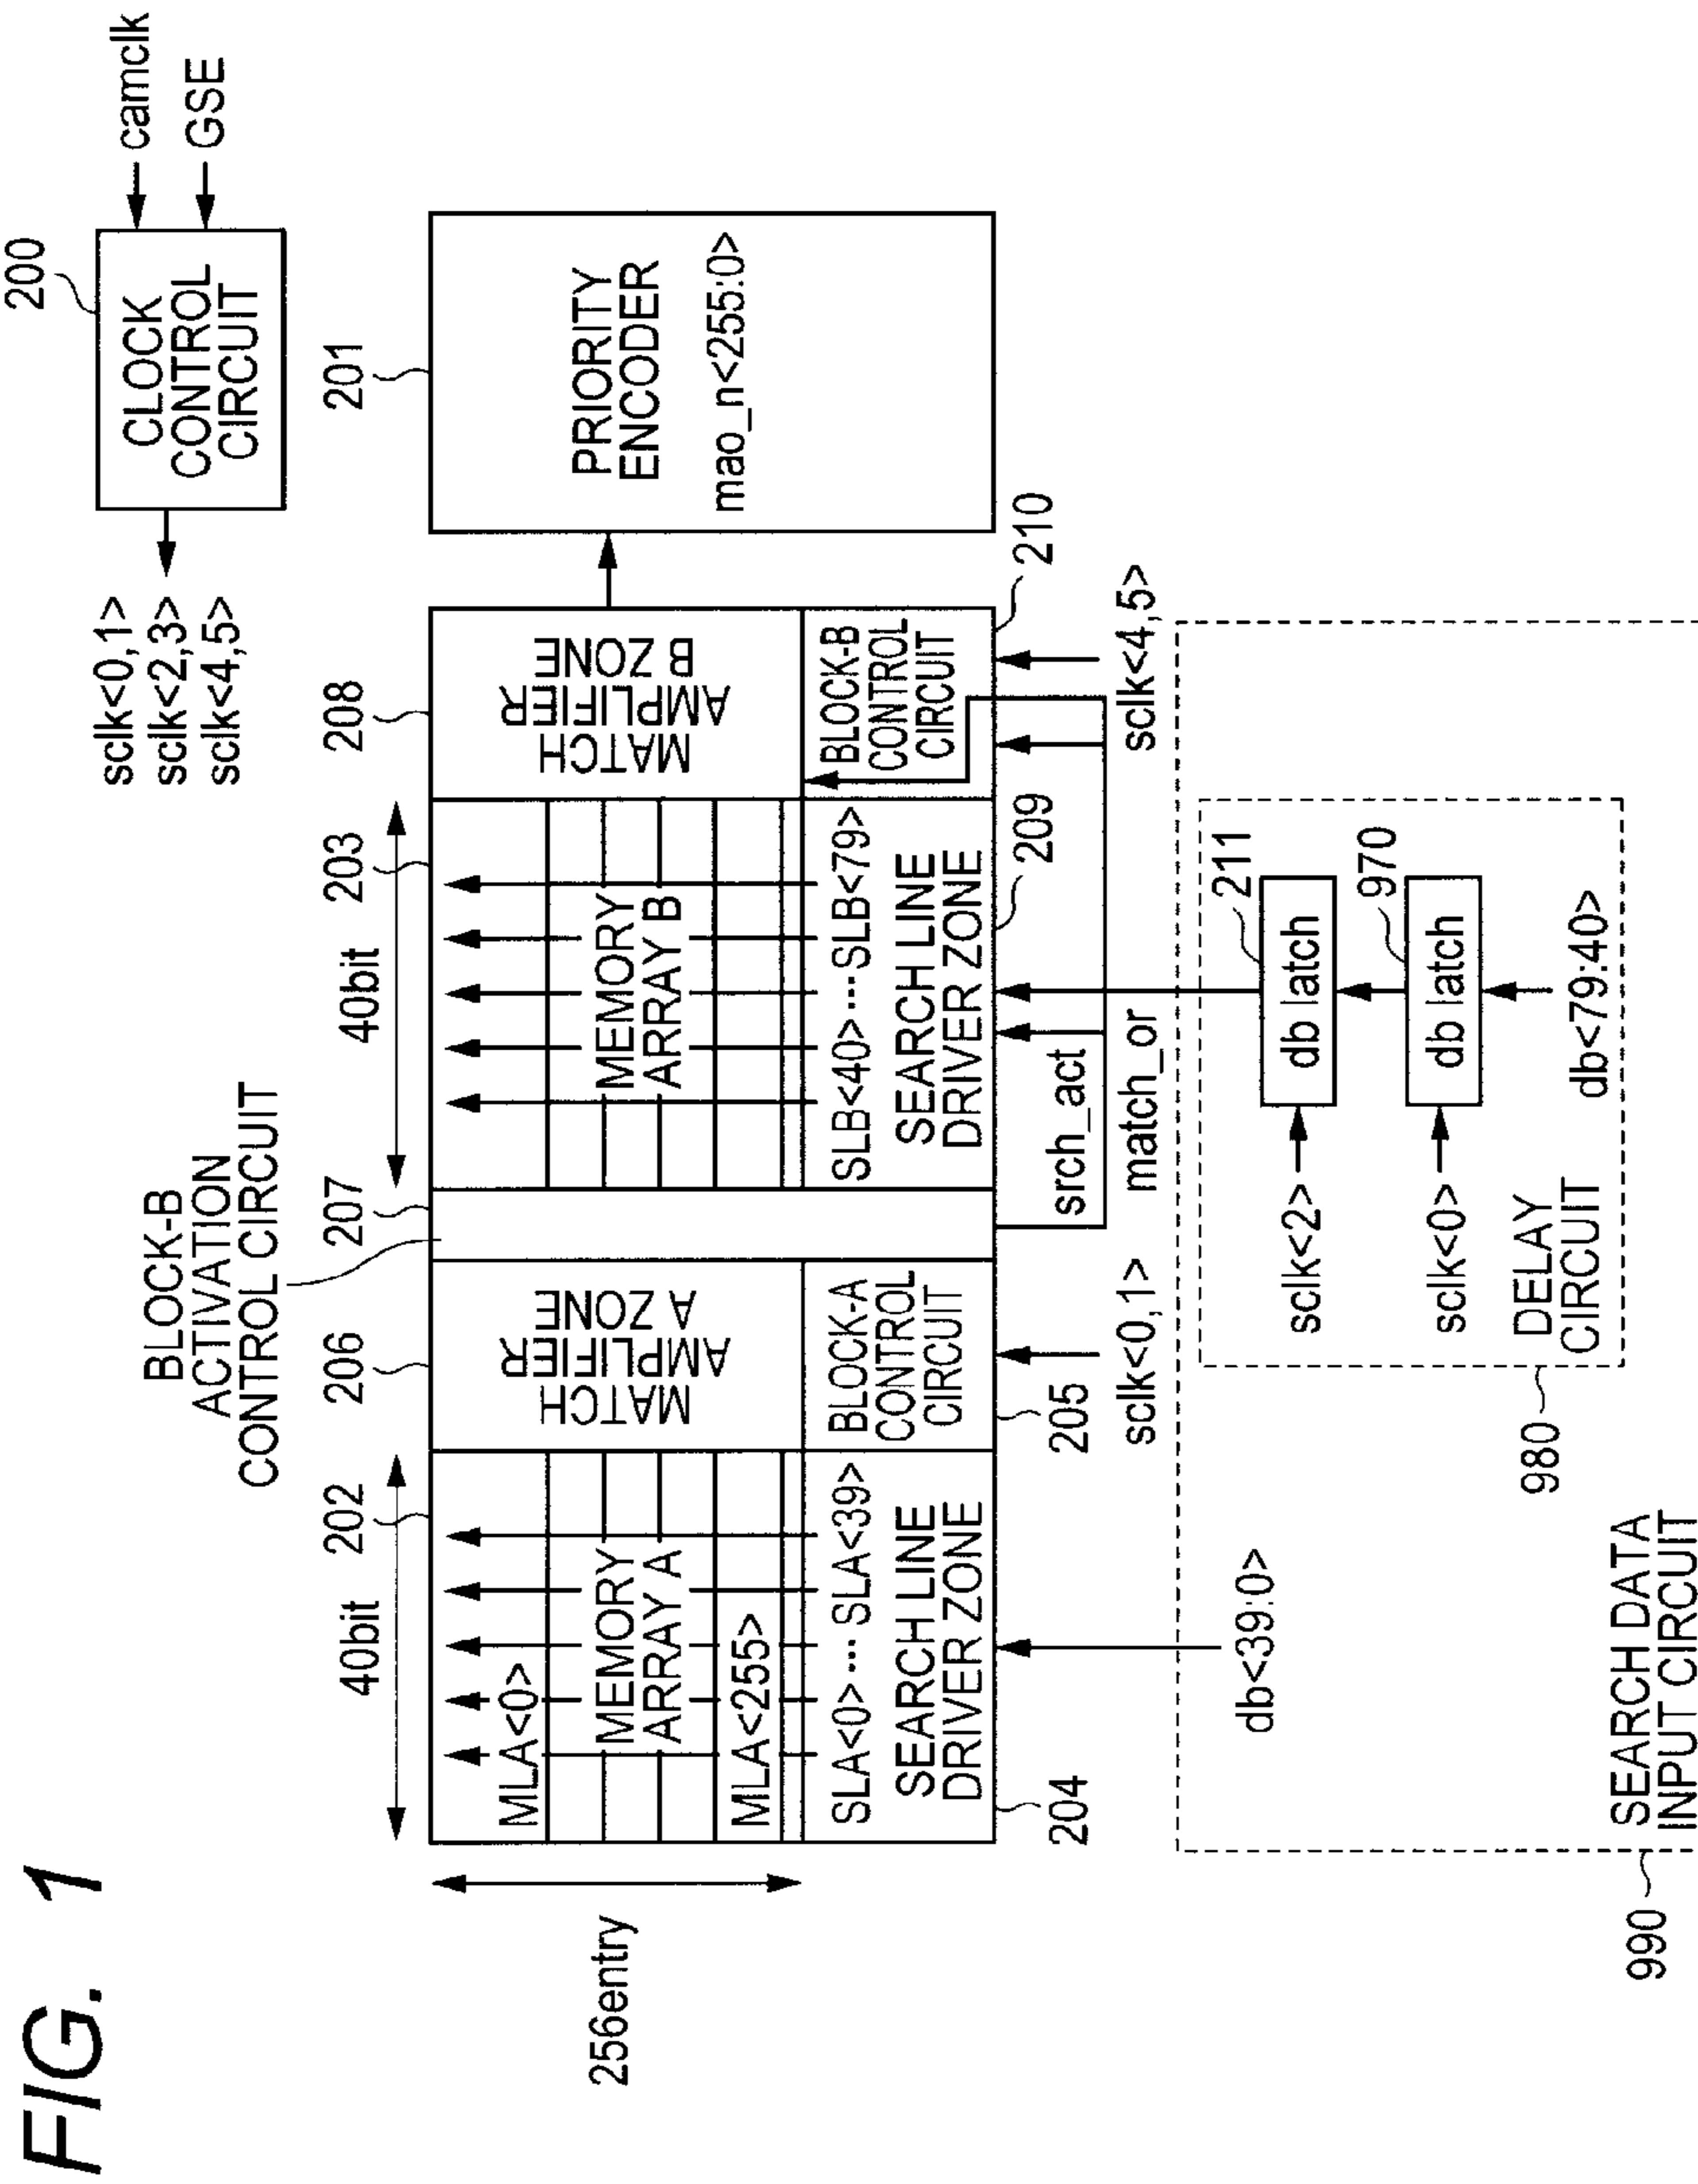 FIG. 1
200
CLOCK
CONTROL
CIRCUIT
camclk
GSE
sclk<0,1>
sclk<2,3>
sclk<4,5>
BLOCK-B
ACTIVATION
CONTROL CIRCUIT
40bit
202
206
207
40bit
203
208
201
256entry
MLA<0>
MEMORY
ARRAY A
MLA<255>
SLA<0> ... SLA<39>
SEARCH LINE
DRIVER ZONE
204
MATCH
AMPLIFIER
A ZONE
BLOCK-A
CONTROL
CIRCUIT
205
sclk<0,1>
MEMORY
ARRAY B
SLB<40> ... SLB<79>
SEARCH LINE
DRIVER ZONE
209
MATCH
AMPLIFIER
B ZONE
BLOCK-B
CONTROL
CIRCUIT
210
PRIORITY
ENCODER
mao_n<255:0>
srch_act
match_or
sclk<4,5>
db<39:0>
sclk<2>
db latch
211
sclk<0>
db latch
970
db<79:40>
DELAY
CIRCUIT
980
SEARCH DATA
INPUT CIRCUIT
990